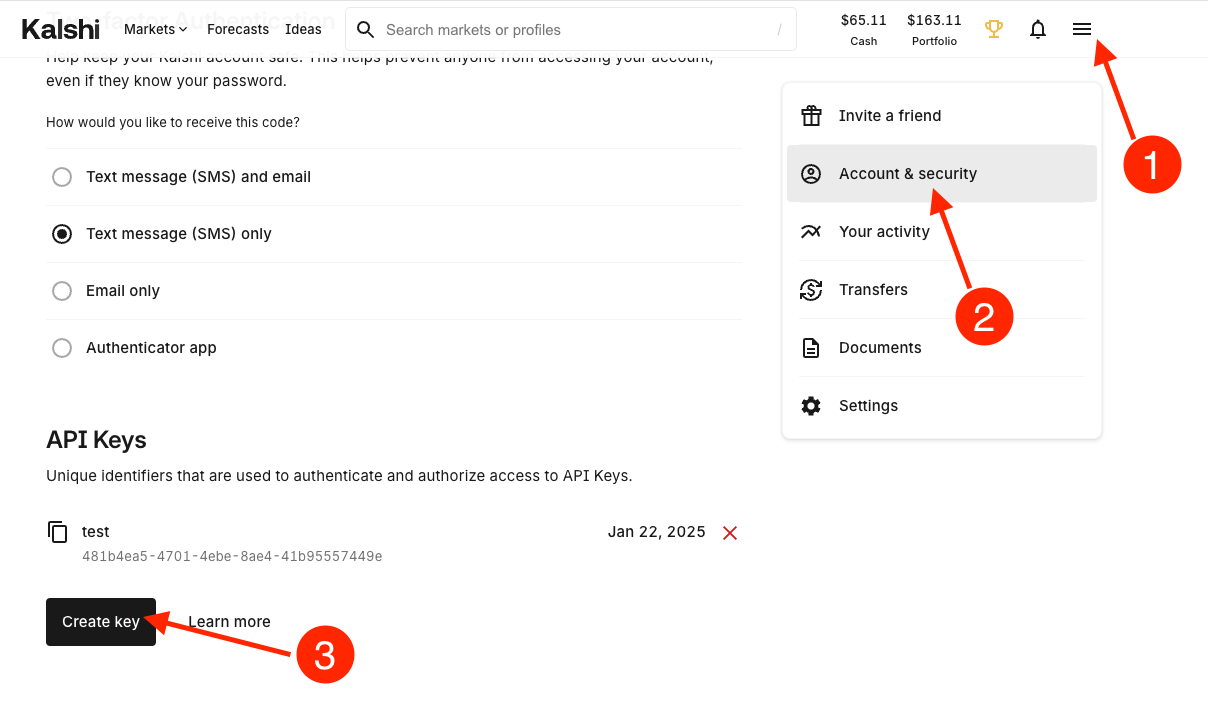 Kalshi
Markets
Forecasts
Ideas
Search markets or profiles
/
$65.11
Cash
$163.11
Portfolio
Two-factor Authentication
Help keep your Kalshi account safe. This helps prevent anyone from accessing your account,
even if they know your password.
How would you like to receive this code?
Text message (SMS) and email
Text message (SMS) only
Email only
Authenticator app
API Keys
Unique identifiers that are used to authenticate and authorize access to API Keys.
test
Jan 22, 2025
481b4ea5-4701-4ebe-8ae4-41b95557449e
Create key
Learn more
3
Invite a friend
Account & security
Your activity
Transfers
Documents
Settings
1
2